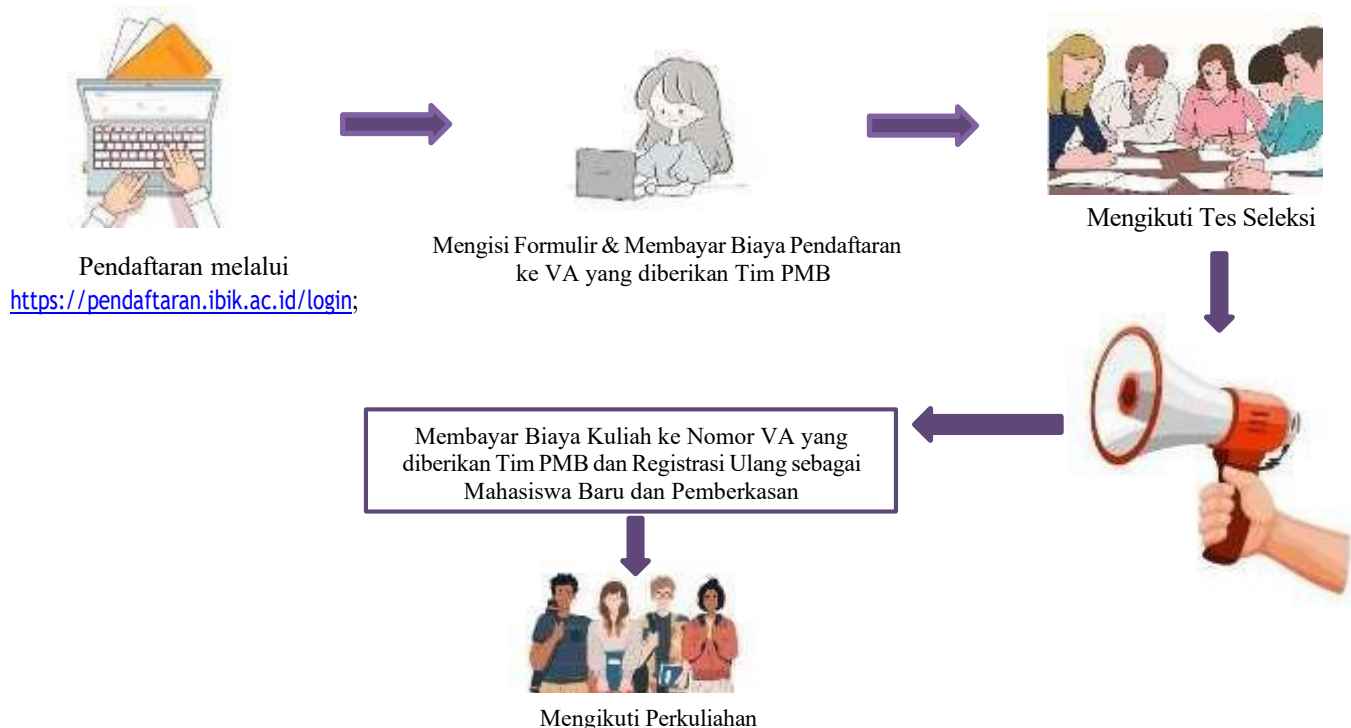 Pendaftaran melalui
https://pendaftaran.ibik.ac.id/login;
Mengisi Formulir & Membayar Biaya Pendaftaran
ke VA yang diberikan Tim PMB
Mengikuti Tes Seleksi
Membayar Biaya Kuliah ke Nomor VA yang
diberikan Tim PMB dan Registrasi Ulang sebagai
Mahasiswa Baru dan Pemberkasan
Mengikuti Perkuliahan